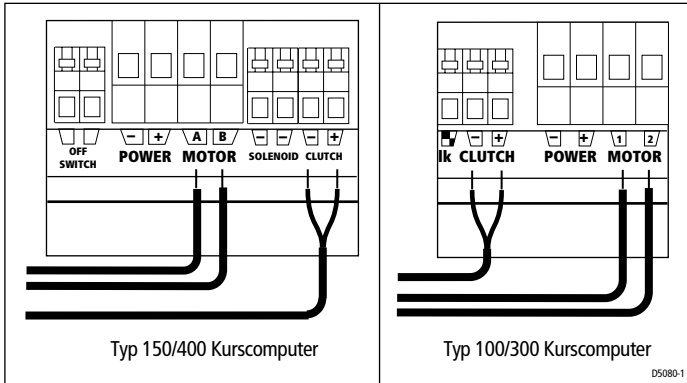 OFF
SWITCH
− +
POWER
A B
MOTOR
− −
SOLENOID
− +
CLUTCH
Typ 150/400 Kurscomputer
lk
− +
CLUTCH
− +
POWER
1 2
MOTOR
Typ 100/300 Kurscomputer
D5080-1